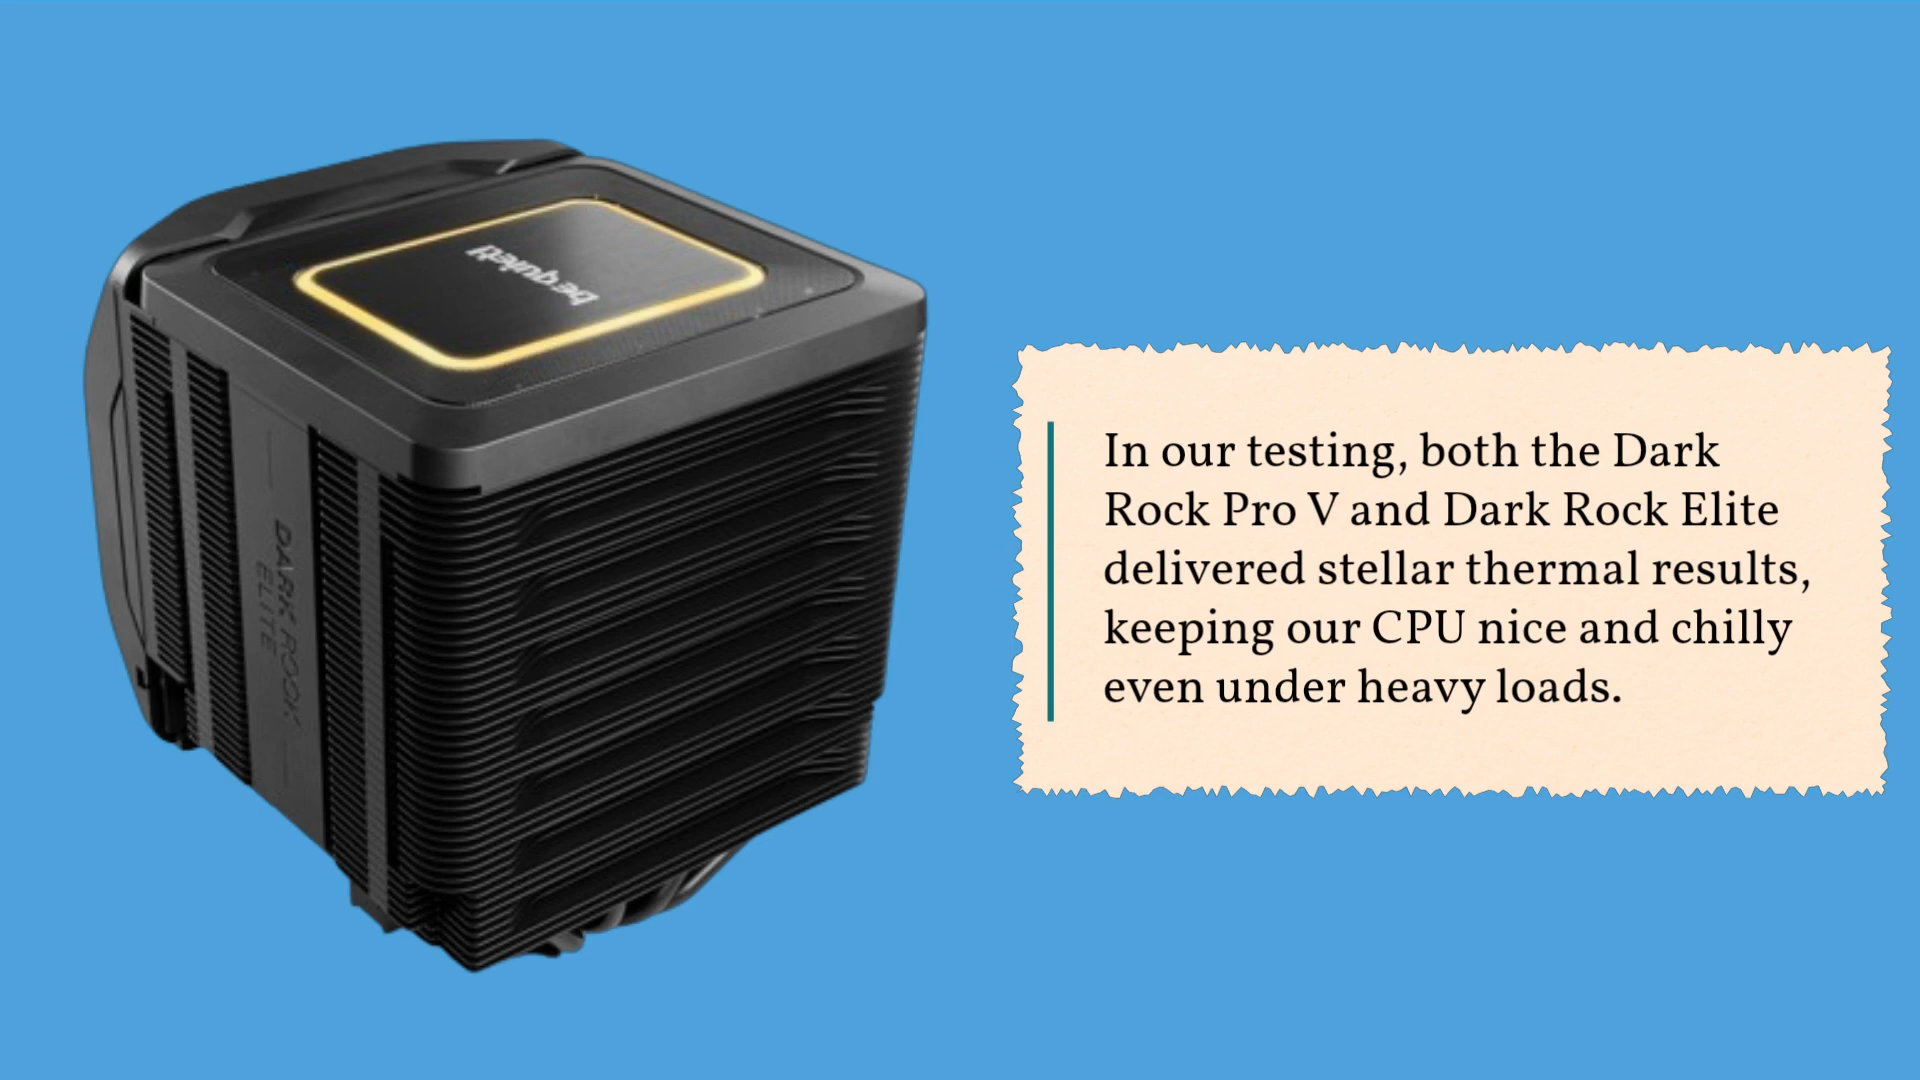 be quiet!
DARK ROCK
ELITE
In our testing, both the Dark
Rock Pro V and Dark Rock Elite
delivered stellar thermal results,
keeping our CPU nice and chilly
even under heavy loads.